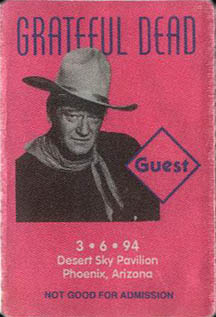 GRATEFUL DEAD
Guest
3 • 6 • 94
Desert Sky Pavilion
Phoenix, Arizona
NOT GOOD FOR ADMISSION